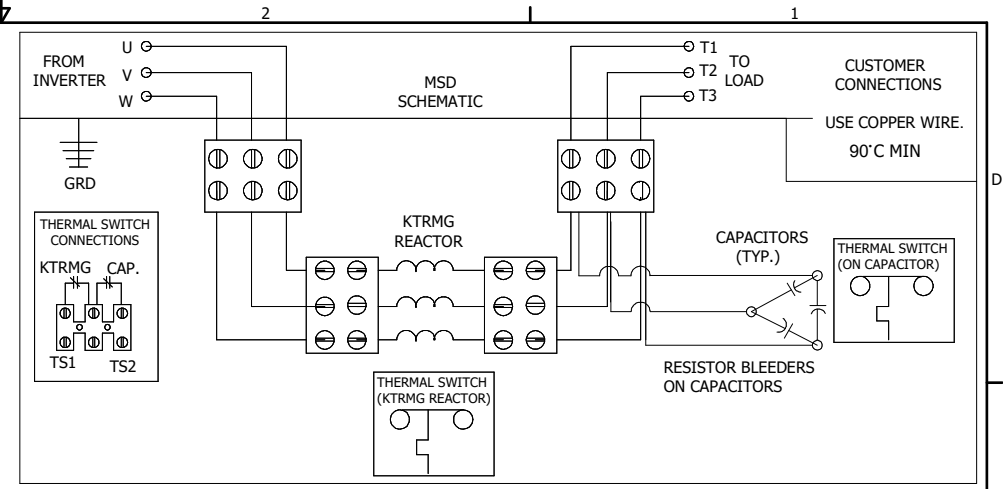 2
1
U
V
W
FROM
INVERTER
MSD
SCHEMATIC
T1
T2
T3
TO
LOAD
CUSTOMER
CONNECTIONS
USE COPPER WIRE.
90°C MIN
D
GRD
THERMAL SWITCH
CONNECTIONS
KTRMG CAP.
TS1 TS2
KTRMG
REACTOR
CAPACITORS
(TYP.)
THERMAL SWITCH
(ON CAPACITOR)
RESISTOR BLEEDERS
ON CAPACITORS
THERMAL SWITCH
(KTRMG REACTOR)